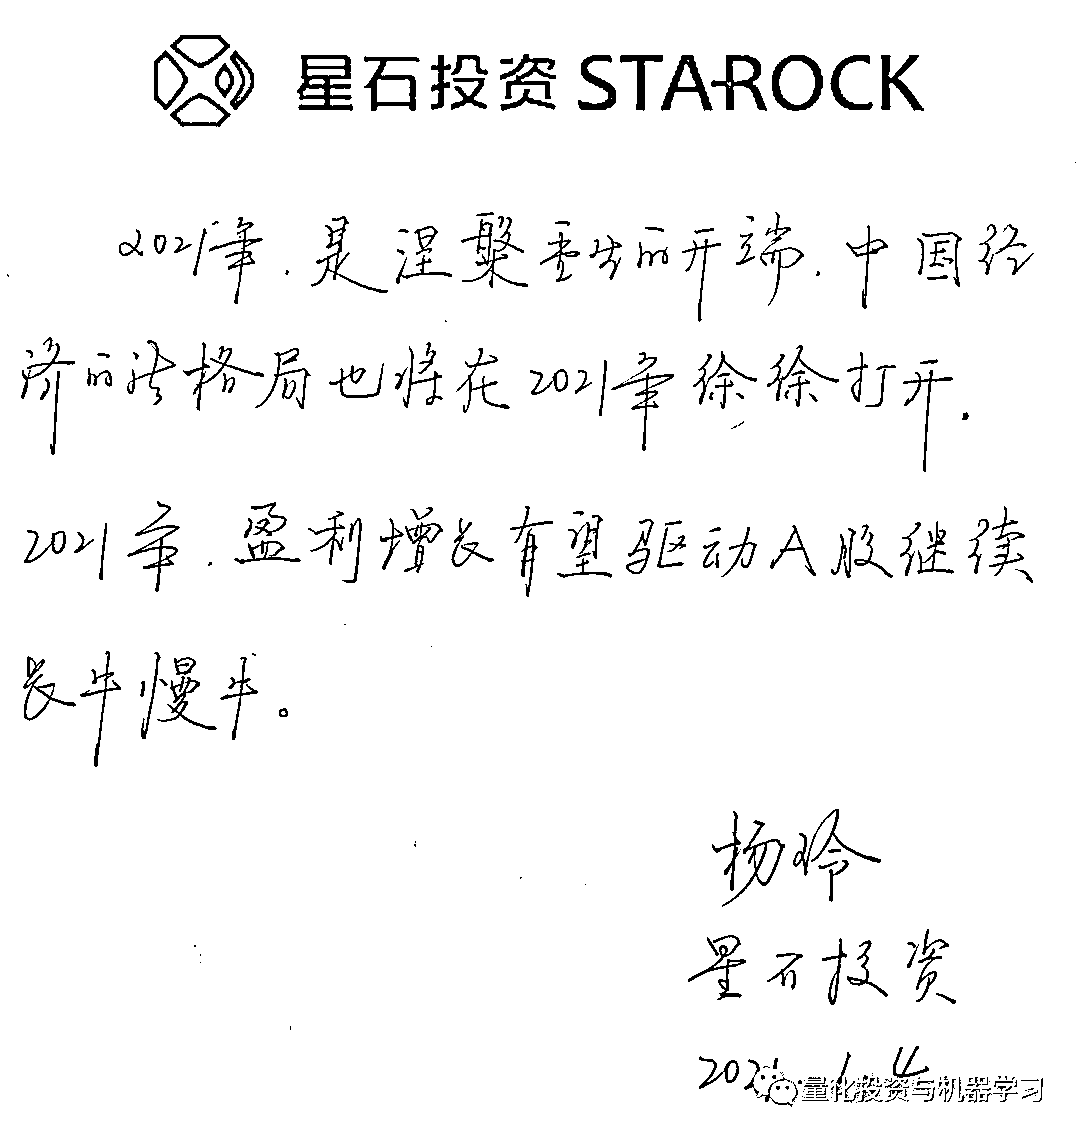 星石投资 STAROCK
2021年，是涅槃重生的开端，中国经
济的格局也将在2021年徐徐打开.
2021年，盈利增长有望驱动A股继续
长牛慢牛。
杨玲
星石投资
2021.1.4
量化投资与机器学习